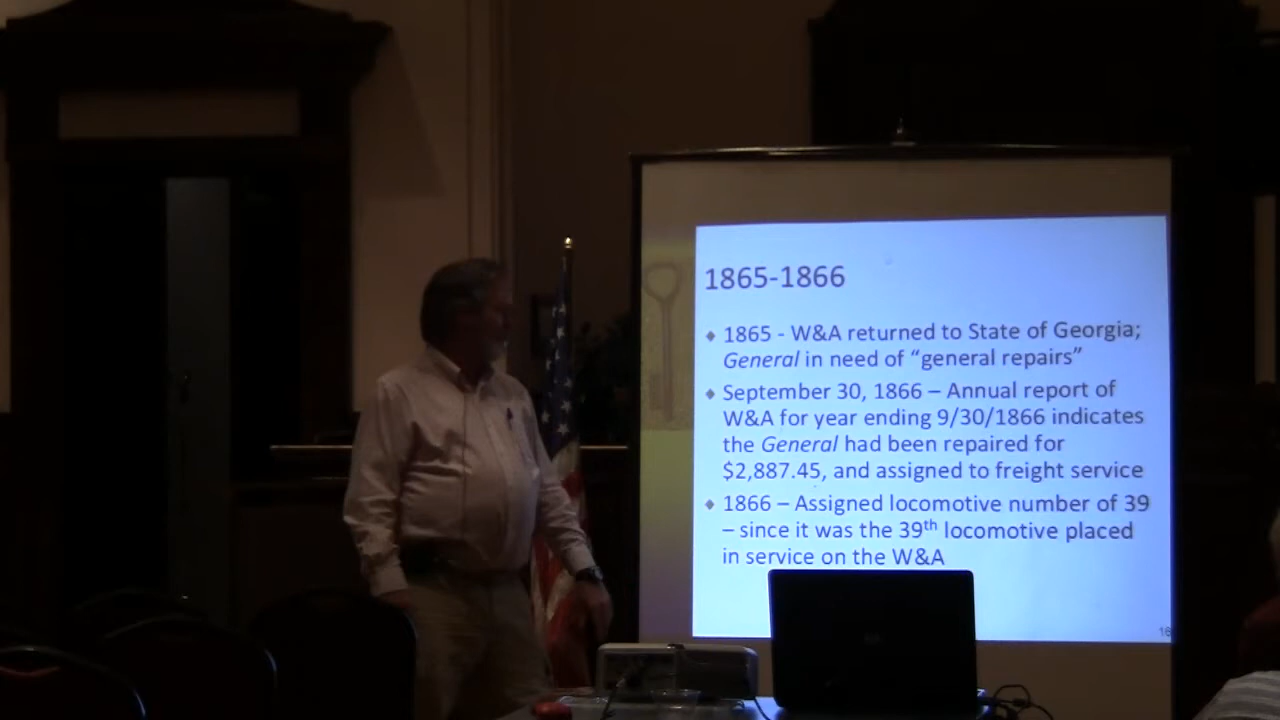 1865-1866
♦ 1865 - W&A returned to State of Georgia;
General in need of “general repairs”
♦ September 30, 1866 – Annual report of
W&A for year ending 9/30/1866 indicates
the General had been repaired for
$2,887.45, and assigned to freight service
♦ 1866 – Assigned locomotive number of 39
– since it was the 39th locomotive placed
in service on the W&A